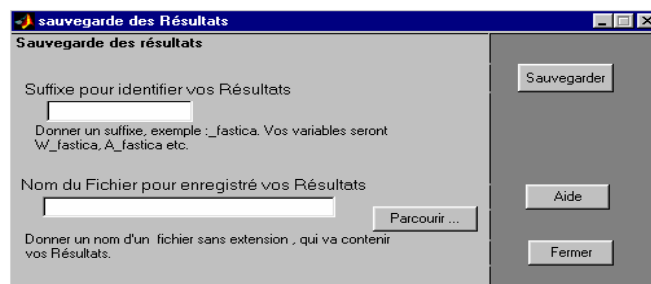 sauvegarde des Résultats
Sauvegarde des résultats
Sauvegarder
Suffixe pour identifier vos Résultats
Donner un suffixe, exemple :_fastica. Vos variables seront
W_fastica, A_fastica etc.
Nom du Fichier pour enregistré vos Résultats
Aide
Parcourir ...
Donner un nom d'un fichier sans extension , qui va contenir
vos Résultats.
Fermer